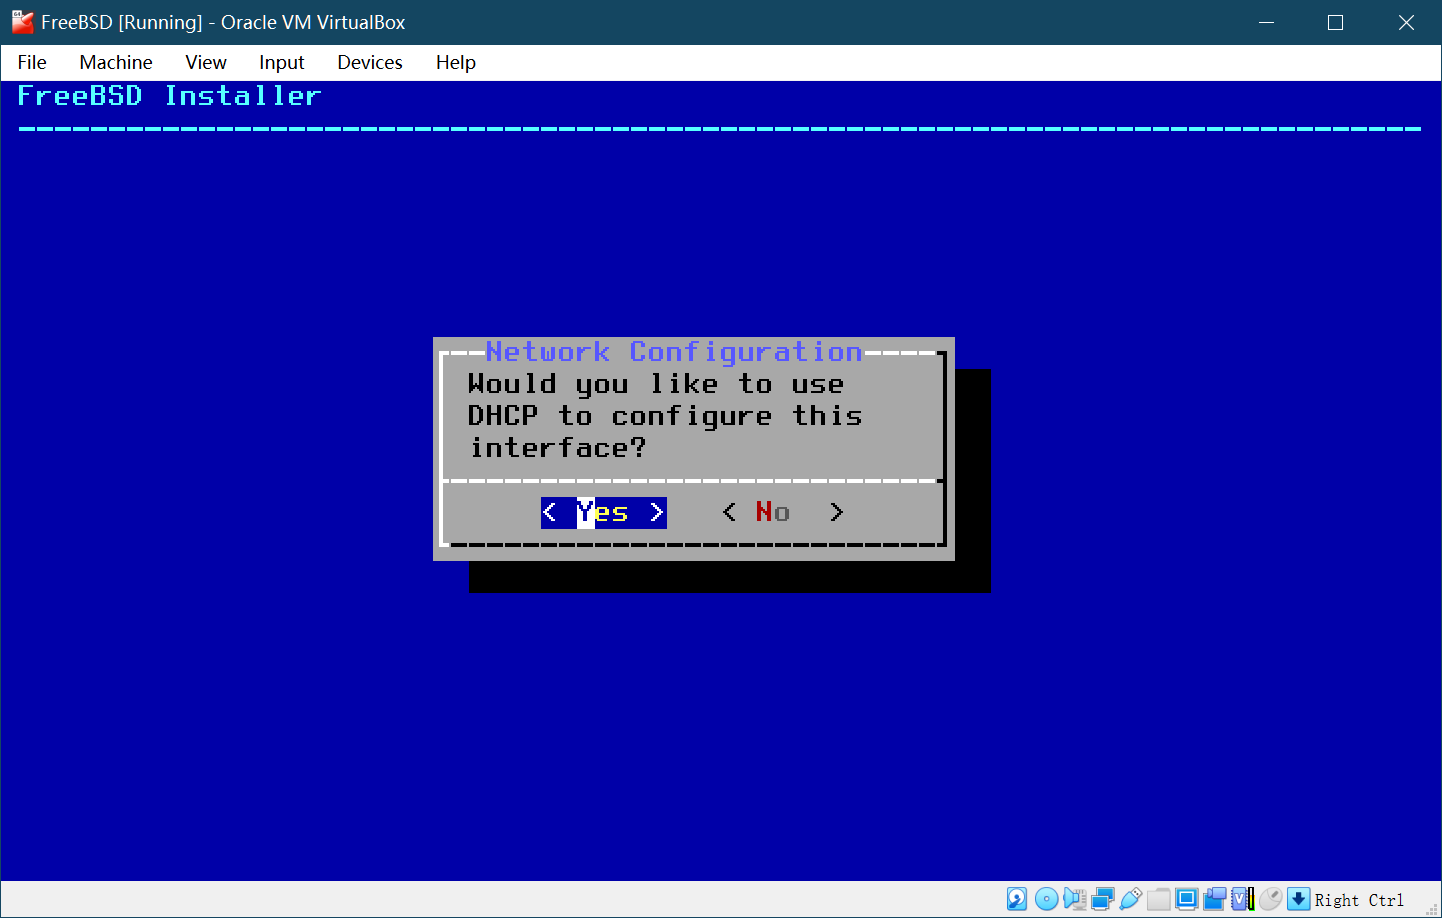 FreeBSD [Running] - Oracle VM VirtualBox
File Machine View Input Devices Help
FreeBSD Installer
Network Configuration
Would you like to use
DHCP to configure this
interface?
< Yes > < No >
Right Ctrl